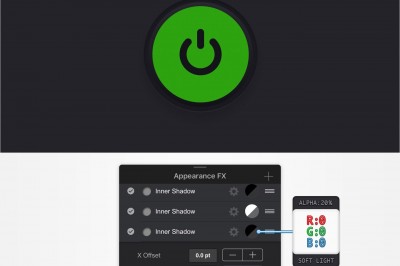 Appearance FX
Inner Shadow
Inner Shadow
Inner Shadow
X Offset 0.0 pt
ALPHA:20%
R:0
G:0
B:0
SOFT LIGHT